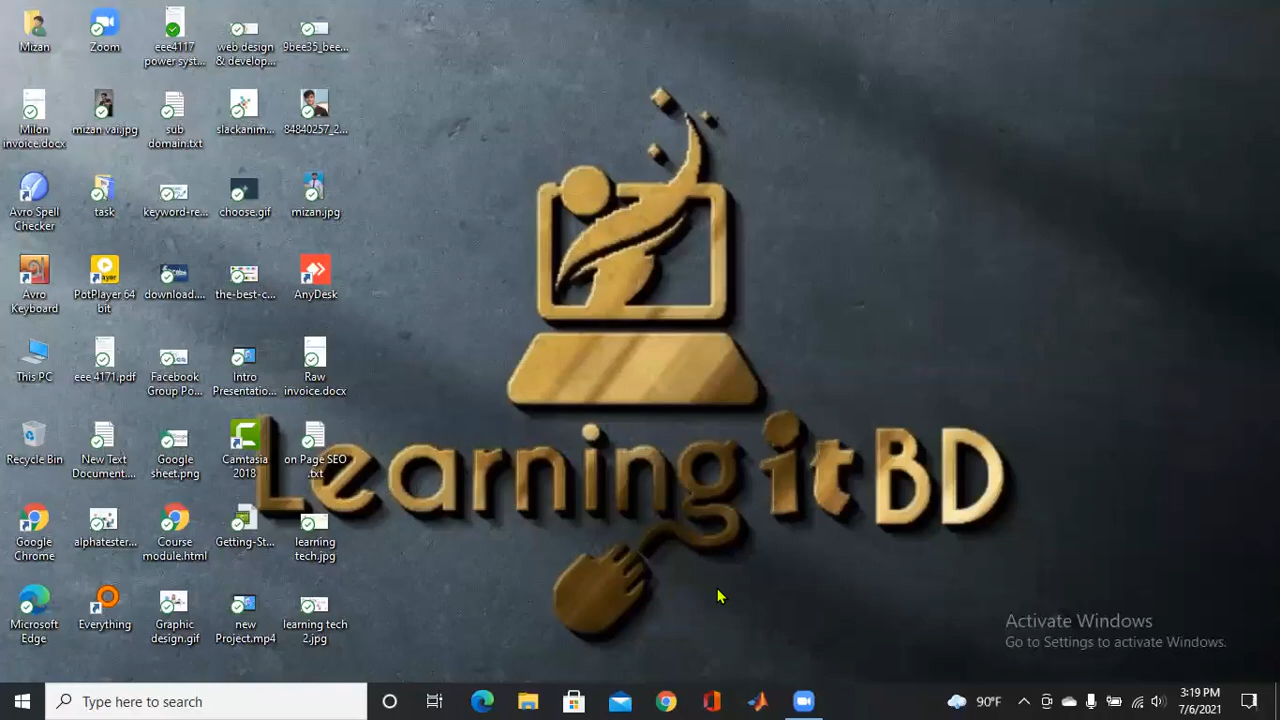 Mizan
Zoom
eee4117
power syst...
web design
& develop...
9bee35_bee...
Milon
invoice.docx
mizan vai.jpg
sub
domain.txt
slackanim...
84840257_2...
Avro Spell
Checker
task
keyword-re...
choose.gif
mizan.jpg
Avro
Keyboard
PotPlayer 64
bit
download....
the-best-c...
AnyDesk
This PC
eee 4171.pdf
Facebook
Group Po...
Intro
Presentatio...
Raw
invoice.docx
Recycle Bin
New Text
Document....
Google
sheet.png
Camtasia
2018
on Page SEO
.txt
Google
Chrome
alphatester...
Course
module.html
Getting-St...
learning
tech.jpg
Microsoft
Edge
Everything
Graphic
design.gif
new
Project.mp4
learning tech
2.jpg
Learning it BD
Activate Windows
Go to Settings to activate Windows.
Type here to search
90°F
3:19 PM
7/6/2021